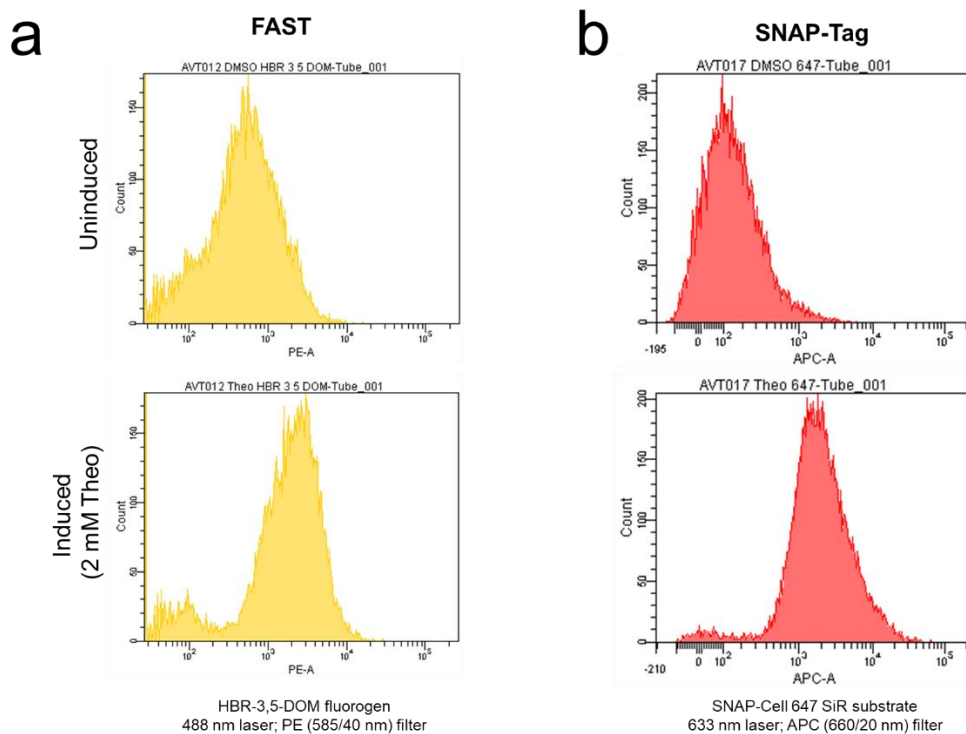 a
FAST
b
SNAP-Tag
Uninduced
AVT012 DMSO HBR 3 5 DOM-Tube_001
Count
0 50 100 150
10² 10³ 10⁴ 10⁵
PE-A
AVT017 DMSO 647-Tube_001
Count
0 50 100 150 200
-195 0 10² 10³ 10⁴ 10⁵
APC-A
Induced
(2 mM Theo)
AVT012 Theo HBR 3 5 DOM-Tube_001
Count
0 50 100 150
10² 10³ 10⁴ 10⁵
PE-A
AVT017 Theo 647-Tube_001
Count
0 50 100 150 200
-210 0 10² 10³ 10⁴ 10⁵
APC-A
HBR-3,5-DOM fluorogen
488 nm laser; PE (585/40 nm) filter
SNAP-Cell 647 SiR substrate
633 nm laser; APC (660/20 nm) filter